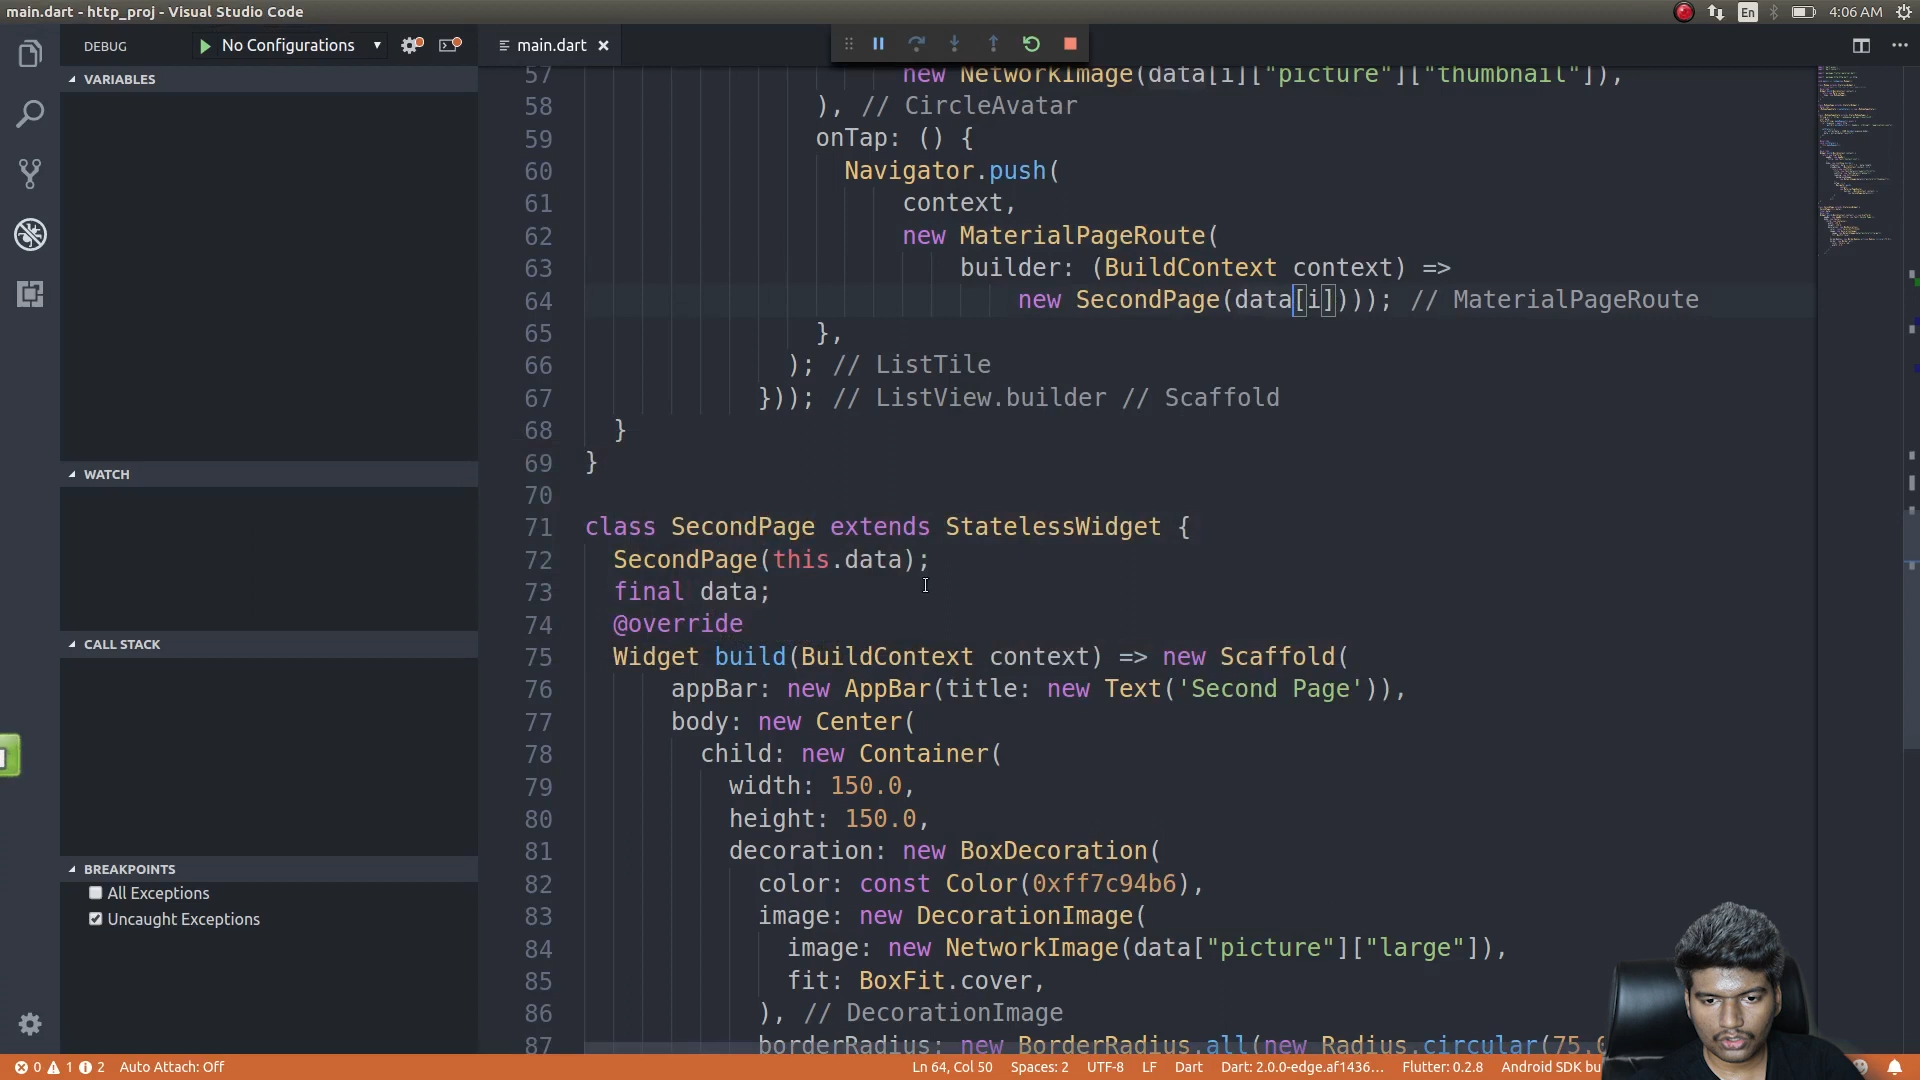 main.dart - http_proj - Visual Studio Code
En
4:06 AM
DEBUG
No Configurations
main.dart
VARIABLES
WATCH
CALL STACK
BREAKPOINTS
All Exceptions
Uncaught Exceptions
57 new NetworkImage(data[i]["picture"]["thumbnail"]),
58 ), // CircleAvatar
59 onTap: () {
60 Navigator.push(
61 context,
62 new MaterialPageRoute(
63 builder: (BuildContext context) =>
64 new SecondPage(data[i]))); // MaterialPageRoute
65 },
66 ); // ListTile
67 })); // ListView.builder // Scaffold
68 }
69 }
70
71 class SecondPage extends StatelessWidget {
72 SecondPage(this.data);
73 final data;
74 @override
75 Widget build(BuildContext context) => new Scaffold(
76 appBar: new AppBar(title: new Text('Second Page')),
77 body: new Center(
78 child: new Container(
79 width: 150.0,
80 height: 150.0,
81 decoration: new BoxDecoration(
82 color: const Color(0xff7c94b6),
83 image: new DecorationImage(
84 image: new NetworkImage(data["picture"]["large"]),
85 fit: BoxFit.cover,
86 ), // DecorationImage
87 borderRadius: new BorderRadius.all(new Radius.circular(75.0
0 1 2 Auto Attach: Off Ln 64, Col 50 Spaces: 2 UTF-8 LF Dart Dart: 2.0.0-edge.af1436... Flutter: 0.2.8 Android SDK bu